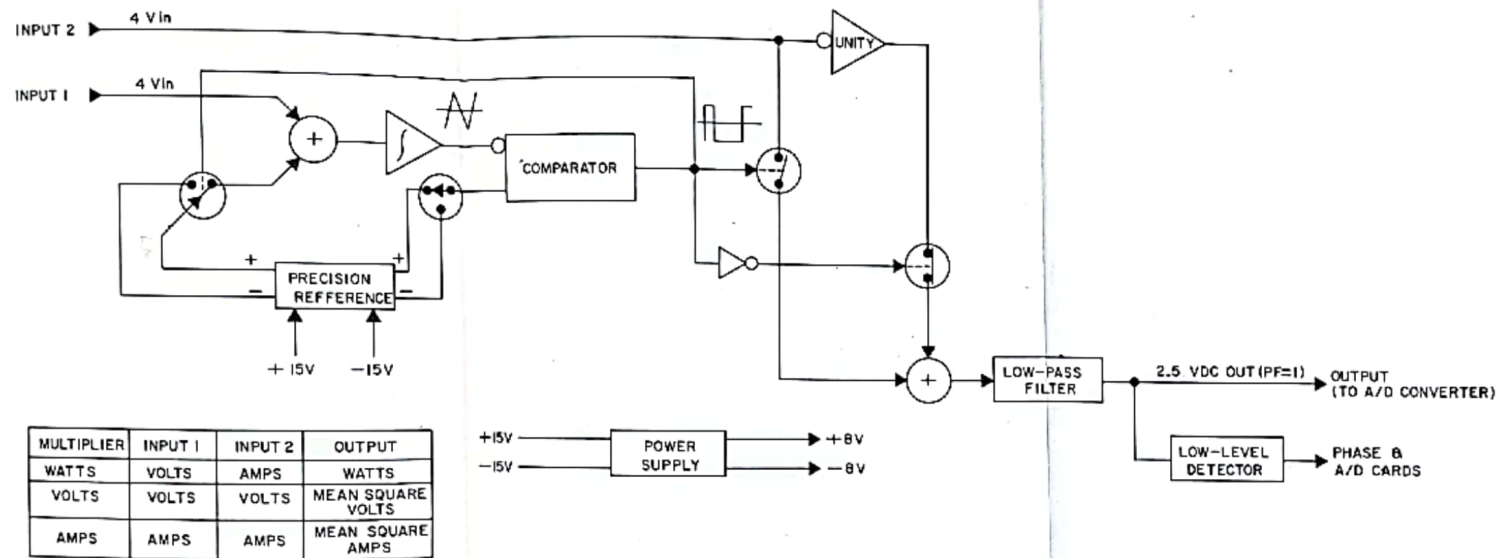 INPUT 2
4 Vin
UNITY
INPUT 1
4 Vin
+
COMPARATOR
+
-
PRECISION
REFFERENCE
+
-
+15V
-15V
+
LOW-PASS
FILTER
2.5 VDC OUT (PF=1)
OUTPUT
(TO A/D CONVERTER)
LOW-LEVEL
DETECTOR
PHASE &
A/D CARDS
+15V
-15V
POWER
SUPPLY
+8V
-8V
MULTIPLIER INPUT 1 INPUT 2 OUTPUT
WATTS VOLTS AMPS WATTS
VOLTS VOLTS VOLTS MEAN SQUARE
VOLTS
AMPS AMPS AMPS MEAN SQUARE
AMPS